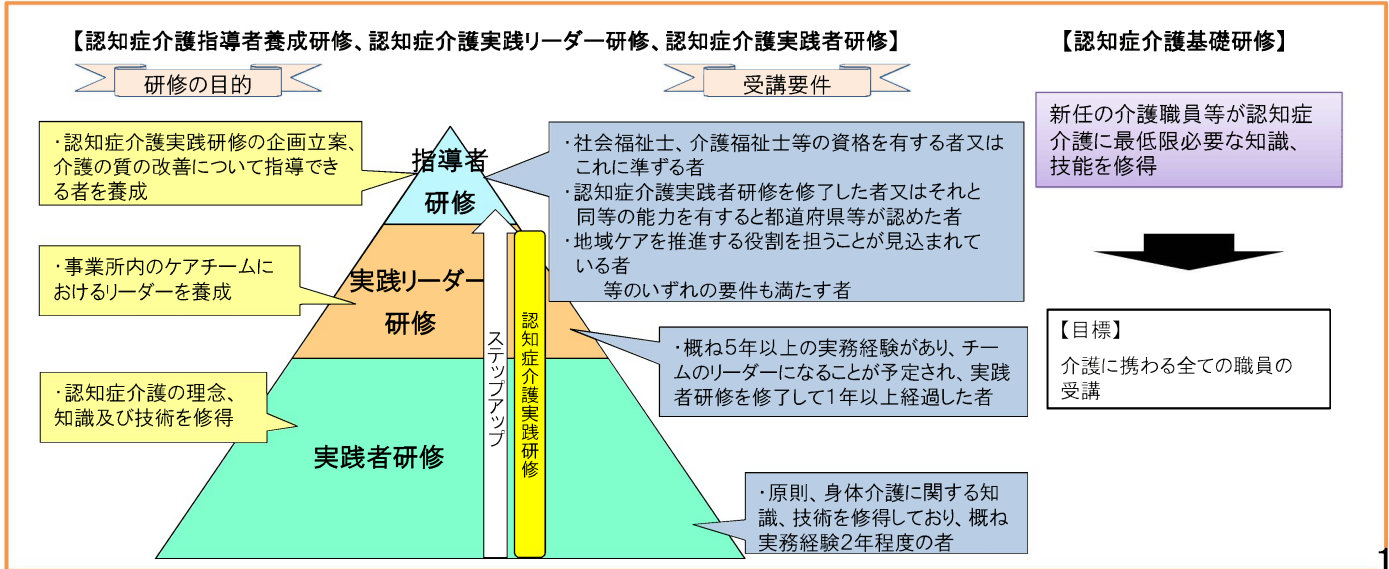 【認知症介護指導者養成研修、認知症介護実践リーダー研修、認知症介護実践者研修】
【認知症介護基礎研修】
研修の目的
受講要件
・認知症介護実践研修の企画立案、
介護の質の改善について指導でき
る者を養成
・事業所内のケアチームに
おけるリーダーを養成
・認知症介護の理念、
知識及び技術を修得
指導者
研修
実践リーダー
研修
実践者研修
ステップアップ
認知症介護実践研修
・社会福祉士、介護福祉士等の資格を有する者又は
これに準ずる者
・認知症介護実践者研修を修了した者又はそれと
同等の能力を有すると都道府県等が認めた者
・地域ケアを推進する役割を担うことが見込まれて
いる者
等のいずれの要件も満たす者
・概ね5年以上の実務経験があり、チー
ムのリーダーになることが予定され、実践
者研修を修了して1年以上経過した者
・原則、身体介護に関する知
識、技術を修得しており、概ね
実務経験2年程度の者
新任の介護職員等が認知症
介護に最低限必要な知識、
技能を修得
【目標】
介護に携わる全ての職員の
受講
1